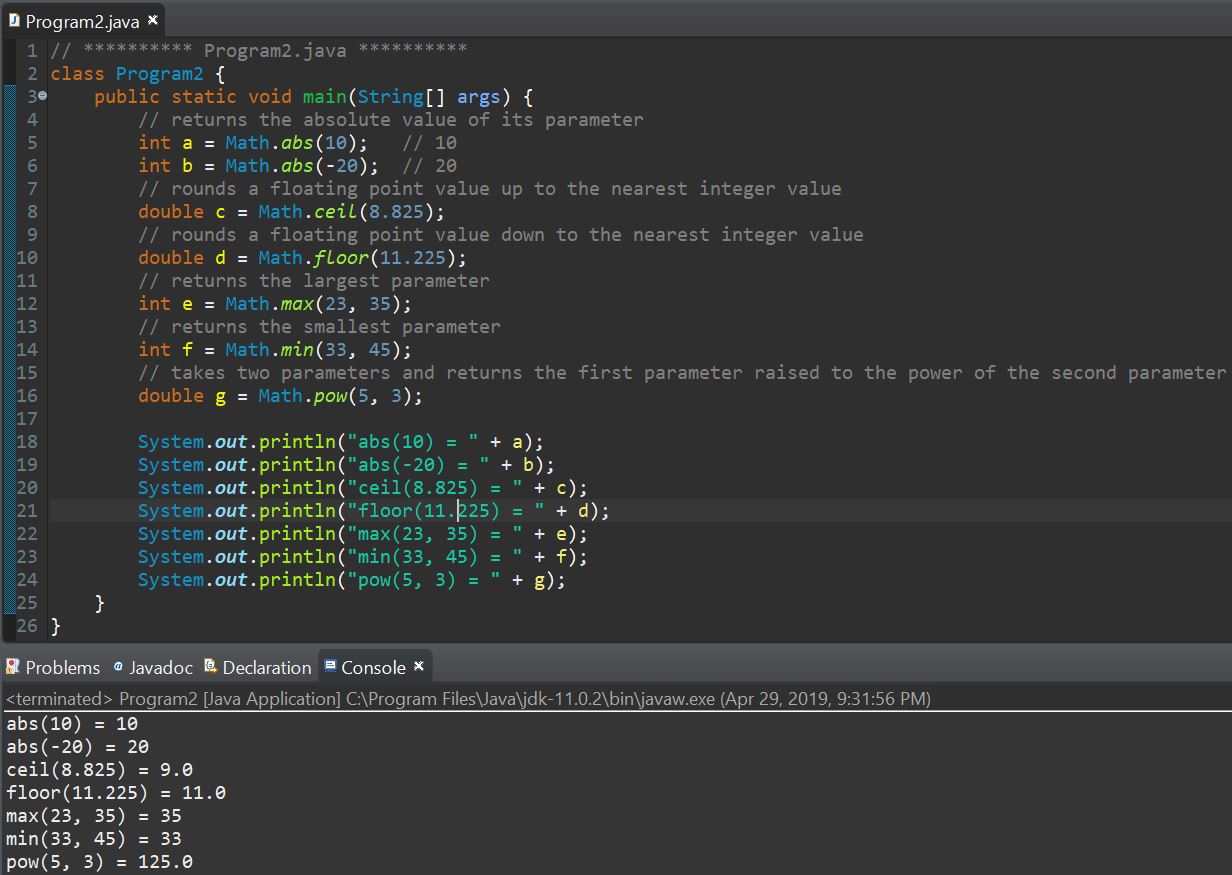 Program2.java ×
1 // ********** Program2.java **********
2 class Program2 {
3     public static void main(String[] args) {
4         // returns the absolute value of its parameter
5         int a = Math.abs(10);   // 10
6         int b = Math.abs(-20);  // 20
7         // rounds a floating point value up to the nearest integer value
8         double c = Math.ceil(8.825);
9         // rounds a floating point value down to the nearest integer value
10         double d = Math.floor(11.225);
11         // returns the largest parameter
12         int e = Math.max(23, 35);
13         // returns the smallest parameter
14         int f = Math.min(33, 45);
15         // takes two parameters and returns the first parameter raised to the power of the second parameter
16         double g = Math.pow(5, 3);
17
18         System.out.println("abs(10) = " + a);
19         System.out.println("abs(-20) = " + b);
20         System.out.println("ceil(8.825) = " + c);
21         System.out.println("floor(11.225) = " + d);
22         System.out.println("max(23, 35) = " + e);
23         System.out.println("min(33, 45) = " + f);
24         System.out.println("pow(5, 3) = " + g);
25     }
26 }
Problems @ Javadoc Declaration Console ×
<terminated> Program2 [Java Application] C:\Program Files\Java\jdk-11.0.2\bin\javaw.exe (Apr 29, 2019, 9:31:56 PM)
abs(10) = 10
abs(-20) = 20
ceil(8.825) = 9.0
floor(11.225) = 11.0
max(23, 35) = 35
min(33, 45) = 33
pow(5, 3) = 125.0